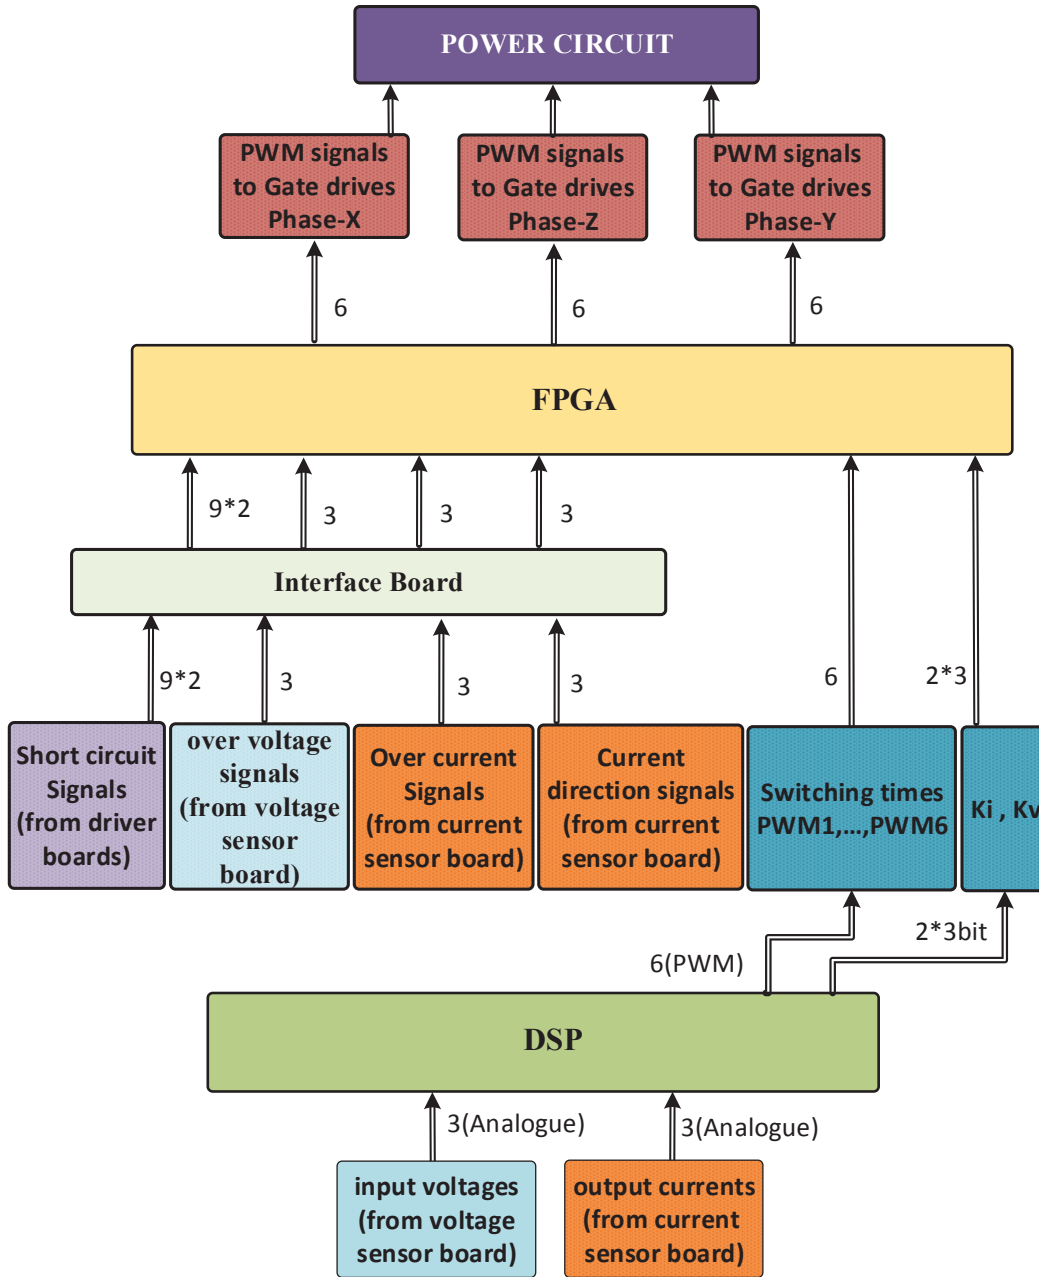 POWER CIRCUIT
PWM signals
to Gate drives
Phase-X
PWM signals
to Gate drives
Phase-Z
PWM signals
to Gate drives
Phase-Y
6
6
6
FPGA
9*2
3
3
3
Interface Board
9*2
3
3
3
6
2*3
Short circuit
Signals
(from driver
boards)
over voltage
signals
(from voltage
sensor
board)
Over current
Signals
(from current
sensor board)
Current
direction signals
(from current
sensor board)
Switching times
PWM1,...,PWM6
Ki , Kv
6(PWM)
2*3bit
DSP
3(Analogue)
3(Analogue)
input voltages
(from voltage
sensor board)
output currents
(from current
sensor board)